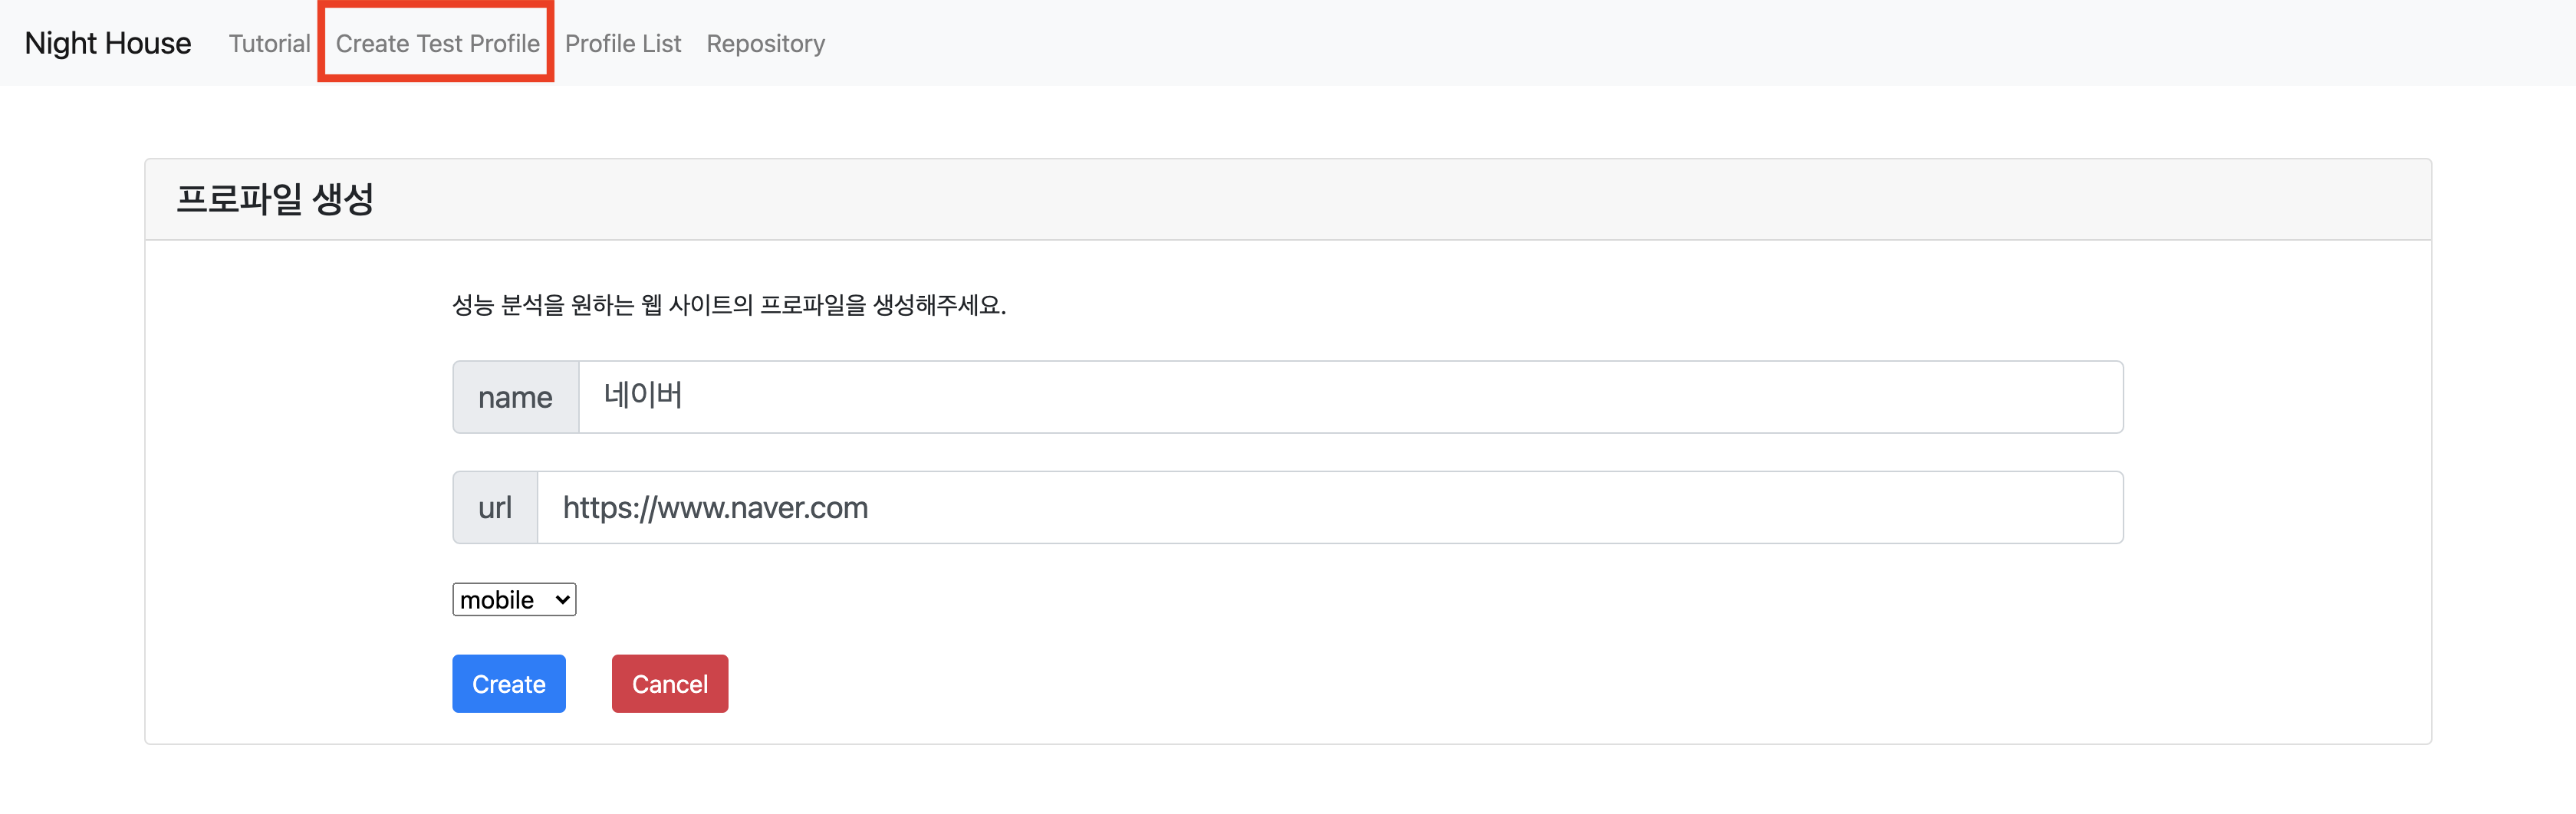 Night House Tutorial Create Test Profile Profile List Repository
프로파일 생성
성능 분석을 원하는 웹 사이트의 프로파일을 생성해주세요.
name 네이버
url https://www.naver.com
mobile
Create Cancel